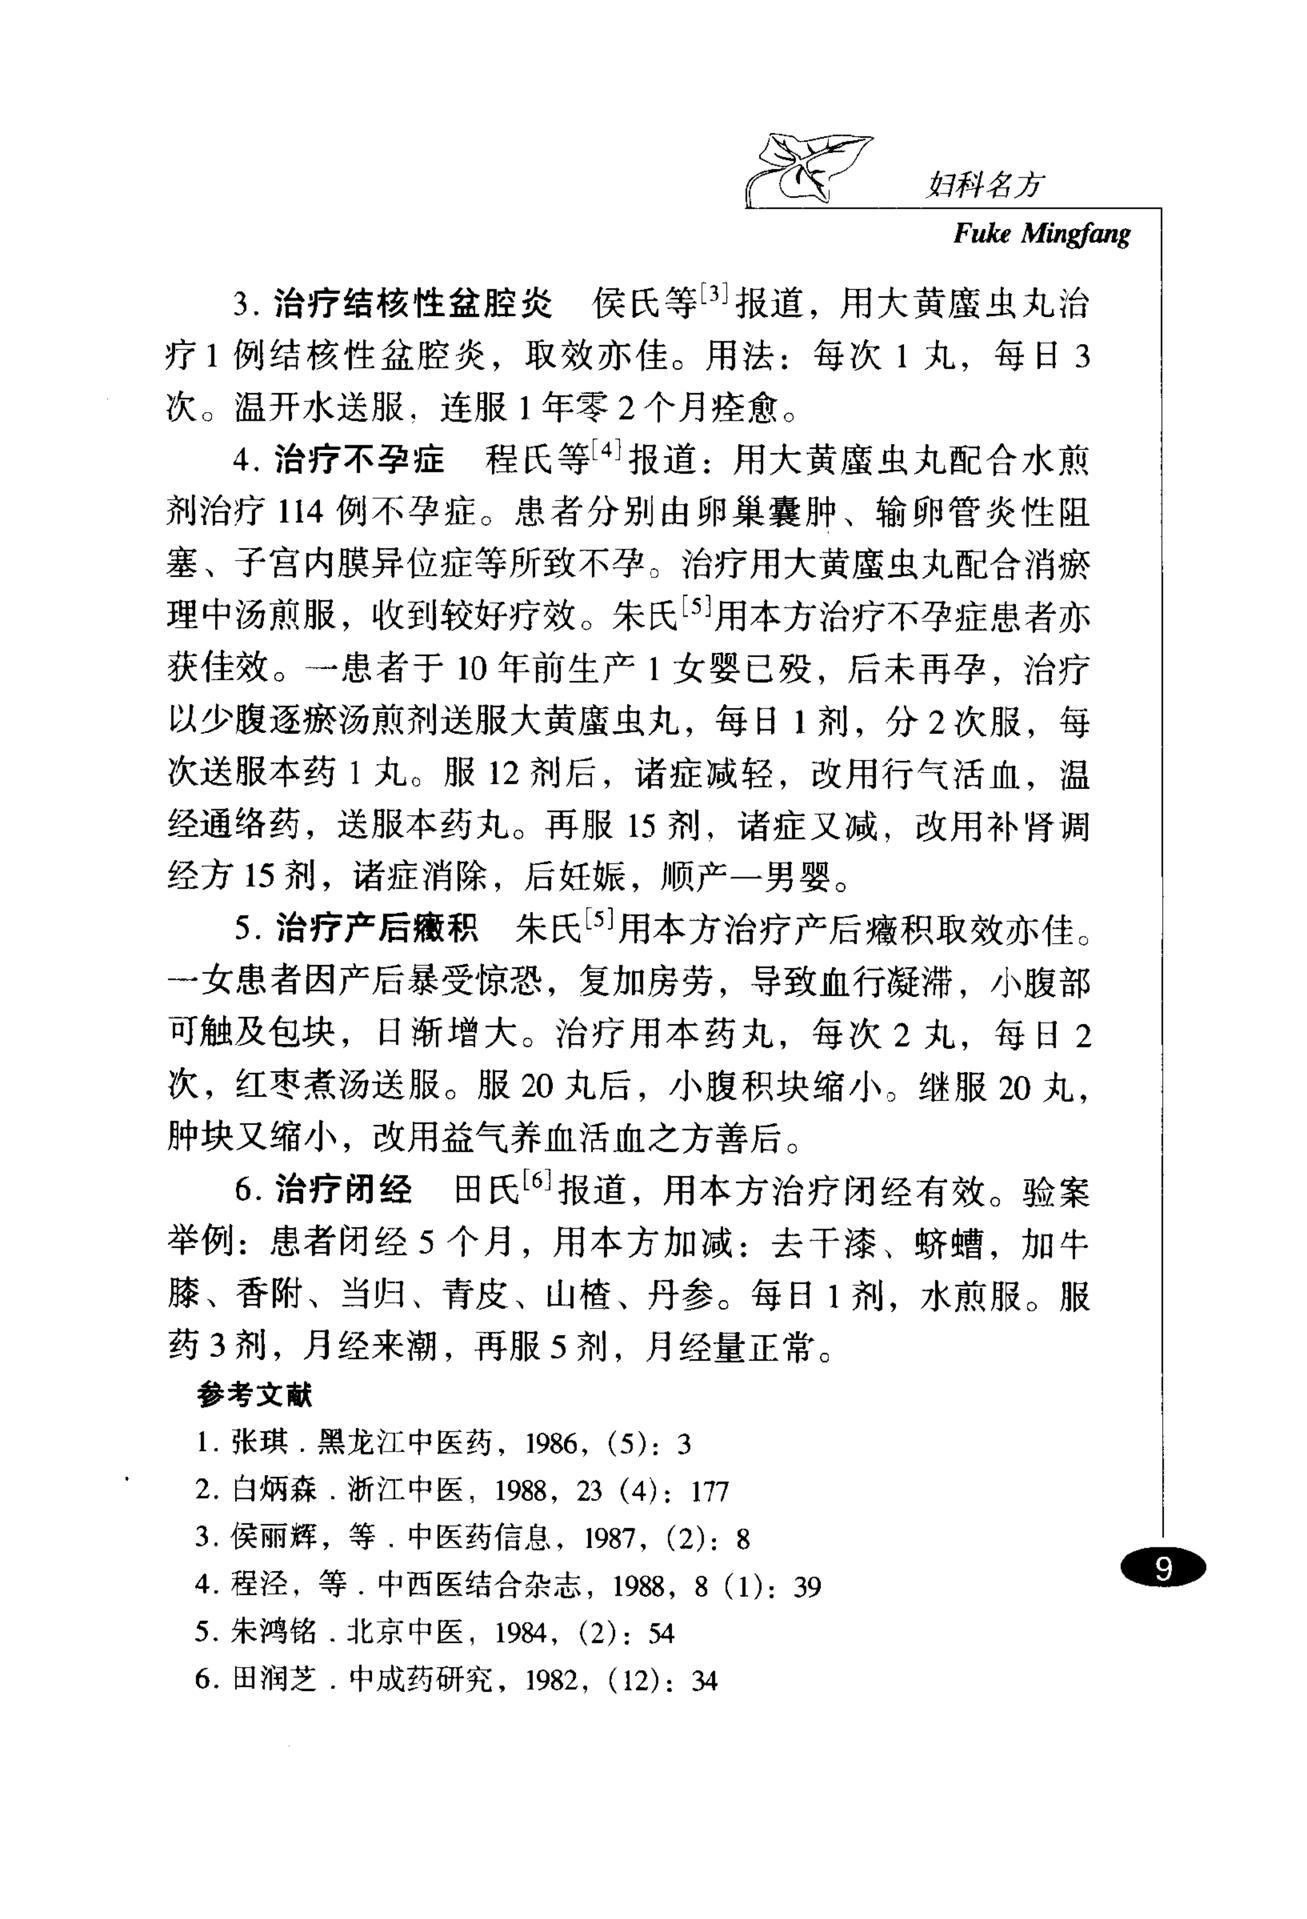 妇科名方
Fuke Mingfang
3. 治疗结核性盆腔炎　侯氏等[3]报道，用大黄䗪虫丸治
疗1 例结核性盆腔炎，取效亦佳。用法：每次 1 丸，每日 3
次。温开水送服，连服 1 年零 2 个月痊愈。
4. 治疗不孕症　程氏等[4]报道：用大黄䗪虫丸配合水煎
剂治疗 114 例不孕症。患者分别由卵巢囊肿、输卵管炎性阻
塞、子宫内膜异位症等所致不孕。治疗用大黄䗪虫丸配合消瘀
理中汤煎服，收到较好疗效。朱氏[5]用本方治疗不孕症患者亦
获佳效。一患者于 10 年前生产 1 女婴已殁，后未再孕，治疗
以少腹逐瘀汤煎剂送服大黄䗪虫丸，每日 1 剂，分 2 次服，每
次送服本药 1 丸。服 12 剂后，诸症减轻，改用行气活血，温
经通络药，送服本药丸。再服 15 剂，诸症又减，改用补肾调
经方 15 剂，诸症消除，后妊娠，顺产一男婴。
5. 治疗产后癥积　朱氏[5]用本方治疗产后癥积取效亦佳。
一女患者因产后暴受惊恐，复加房劳，导致血行凝滞，小腹部
可触及包块，日渐增大。治疗用本药丸，每次 2 丸，每日 2
次，红枣煮汤送服。服 20 丸后，小腹积块缩小。继服 20 丸，
肿块又缩小，改用益气养血活血之方善后。
6. 治疗闭经　田氏[6]报道，用本方治疗闭经有效。验案
举例：患者闭经 5 个月，用本方加减：去干漆、蛴螬，加牛
膝、香附、当归、青皮、山楂、丹参。每日 1 剂，水煎服。服
药 3 剂，月经来潮，再服 5 剂，月经量正常。
参考文献
1. 张琪．黑龙江中医药，1986，(5)：3
2. 白炳森．浙江中医，1988，23 (4)：177
3. 侯丽辉，等．中医药信息，1987，(2)：8
4. 程泾，等．中西医结合杂志，1988，8 (1)：39
5. 朱鸿铭．北京中医，1984，(2)：54
6. 田润芝．中成药研究，1982，(12)：34
9